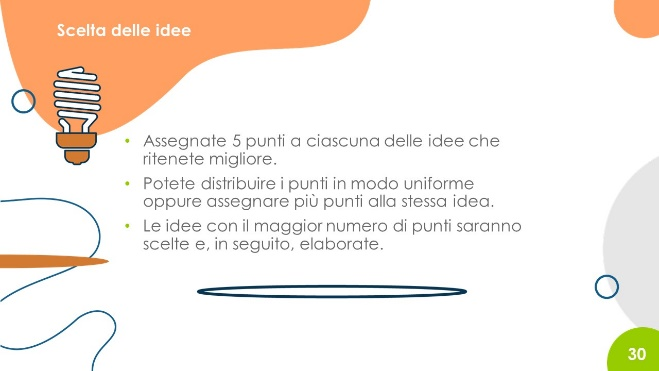 Scelta delle idee
• Assegnate 5 punti a ciascuna delle idee che
ritenete migliore.
• Potete distribuire i punti in modo uniforme
oppure assegnare più punti alla stessa idea.
• Le idee con il maggior numero di punti saranno
scelte e, in seguito, elaborate.
30